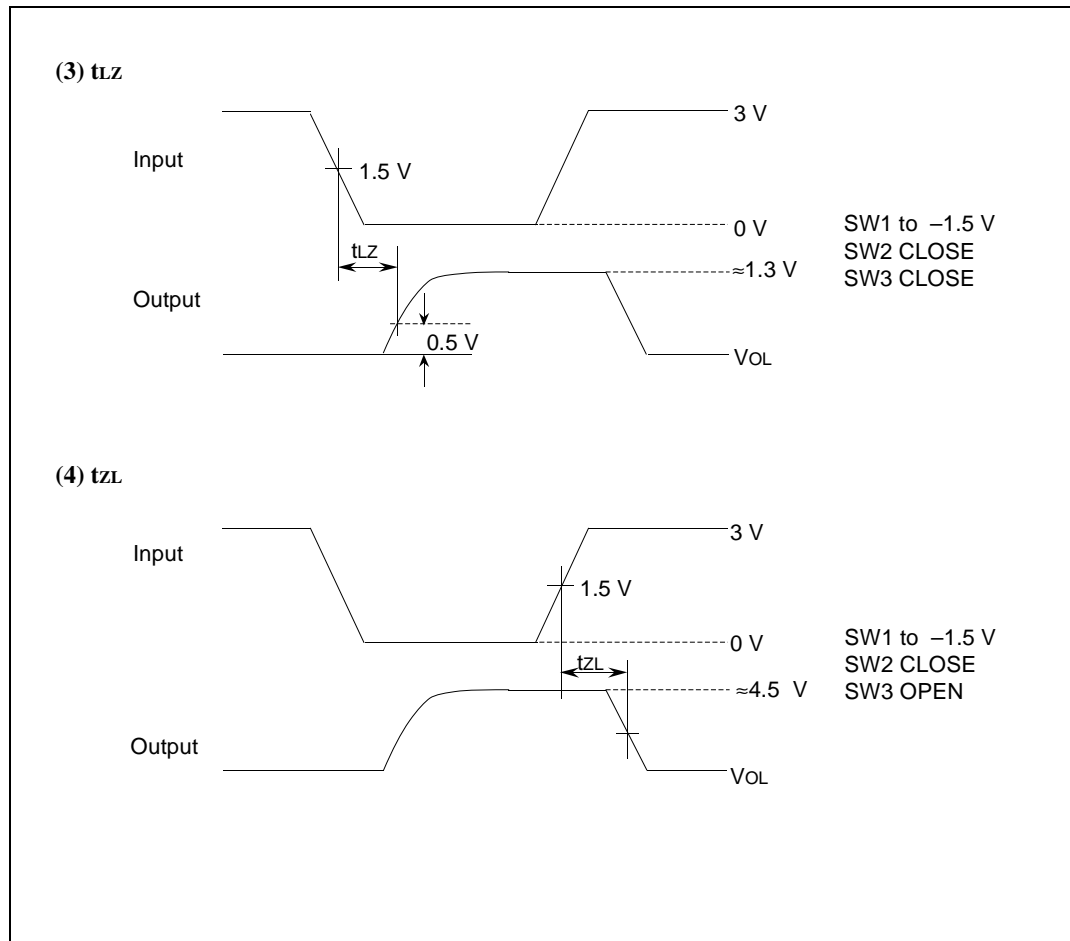 (3) tLZ
3 V
Input
1.5 V
0 V
SW1 to –1.5 V
SW2 CLOSE
SW3 CLOSE
tLZ
≈1.3 V
Output
0.5 V
VOL
(4) tZL
3 V
Input
1.5 V
0 V
SW1 to –1.5 V
SW2 CLOSE
SW3 OPEN
tZL
≈4.5 V
Output
VOL